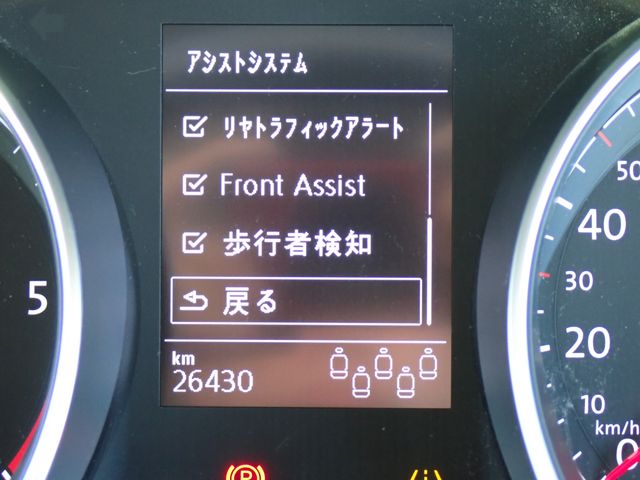 アシストシステム
リヤトラフィックアラート
Front Assist
歩行者検知
戻る
km
26430
5
50
40
30
20
10
km/h
0
P